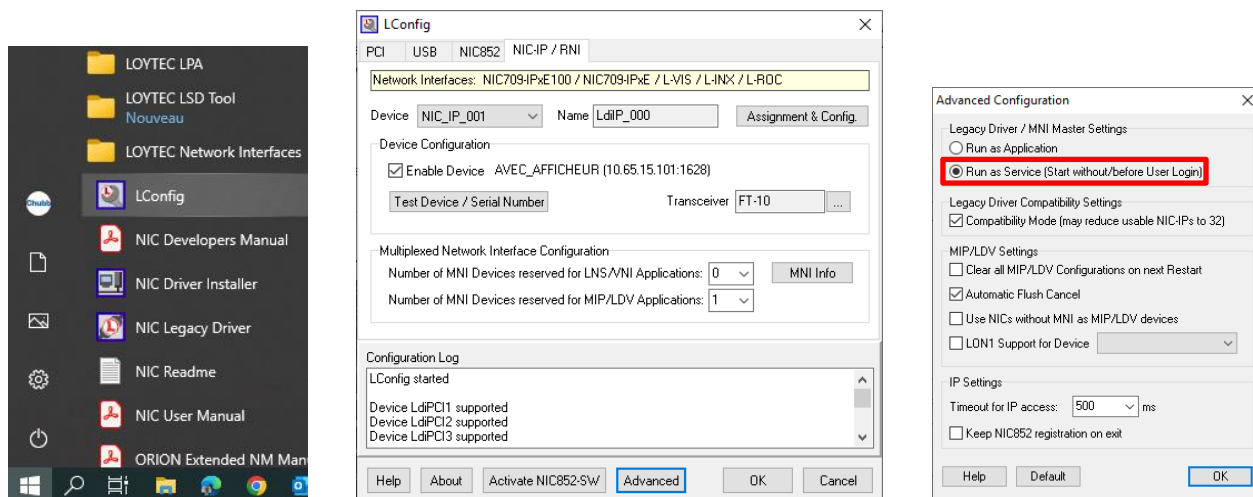 LOYTEC LPA
LOYTEC LSD Tool
Nouveau
LOYTEC Network Interfaces
Chubb
LConfig
NIC Developers Manual
NIC Driver Installer
NIC Legacy Driver
NIC Readme
NIC User Manual
ORION Extended NM Man
LConfig
PCI USB NIC852 NIC-IP / RNI
Network Interfaces: NIC709-IPxE100 / NIC709-IPxE / L-VIS / L-INX / L-ROC
Device NIC_IP_001 Name LdiIP_000 Assignment & Config.
Device Configuration
Enable Device AVEC_AFFICHEUR (10.65.15.101:1628)
Test Device / Serial Number Transceiver FT-10 ...
Multiplexed Network Interface Configuration
Number of MNI Devices reserved for LNS/VNI Applications: 0 MNI Info
Number of MNI Devices reserved for MIP/LDV Applications: 1
Configuration Log
LConfig started
Device LdiPCI1 supported
Device LdiPCI2 supported
Device LdiPCI3 supported
Help About Activate NIC852-SW Advanced OK Cancel
Advanced Configuration
Legacy Driver / MNI Master Settings
Run as Application
Run as Service (Start without/before User Login)
Legacy Driver Compatibility Settings
Compatibility Mode (may reduce usable NIC-IPs to 32)
MIP/LDV Settings
Clear all MIP/LDV Configurations on next Restart
Automatic Flush Cancel
Use NICs without MNI as MIP/LDV devices
LON1 Support for Device
IP Settings
Timeout for IP access: 500 ms
Keep NIC852 registration on exit
Help Default OK